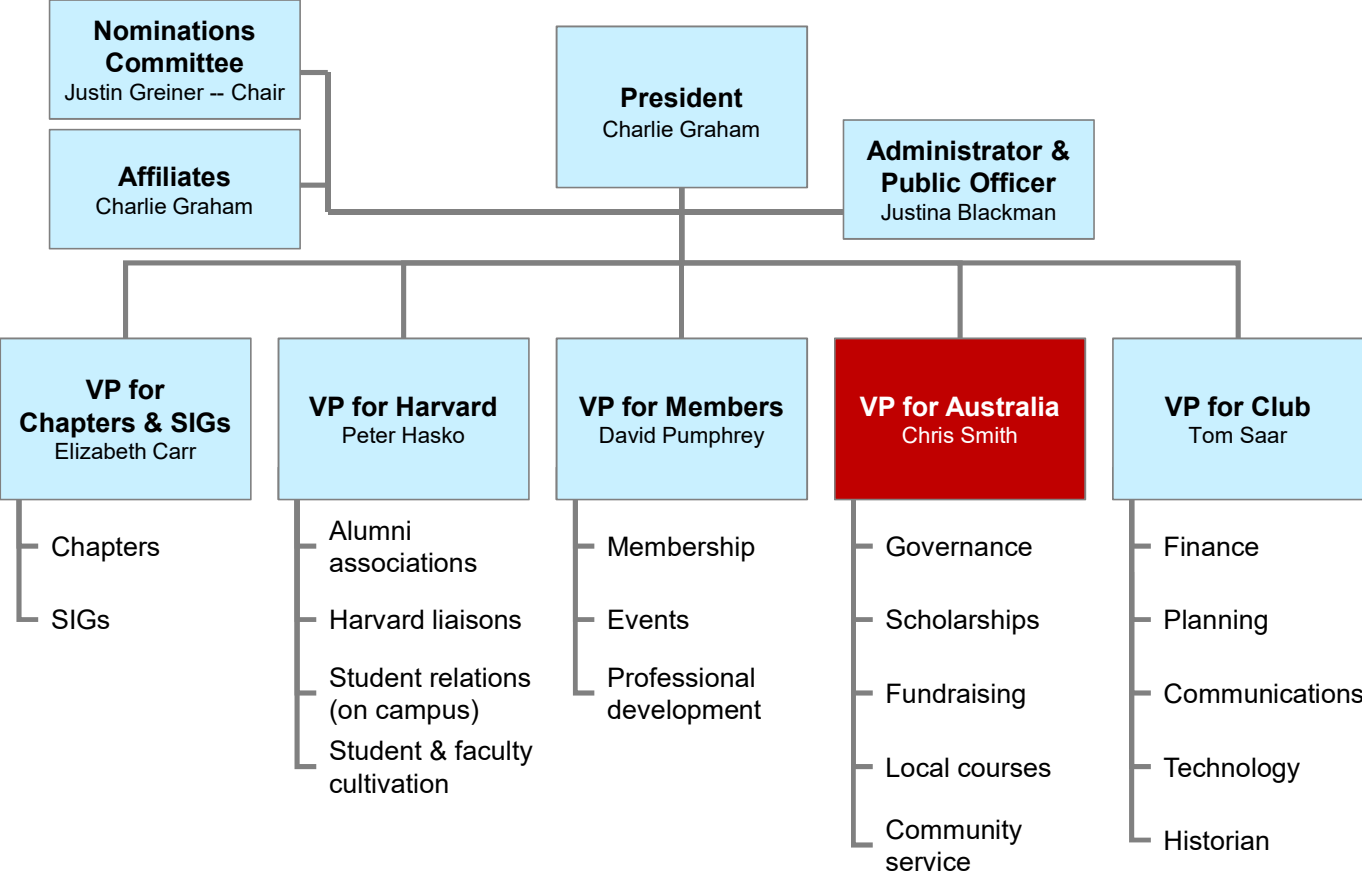 Nominations
Committee
Justin Greiner -- Chair
Affiliates
Charlie Graham
President
Charlie Graham
Administrator &
Public Officer
Justina Blackman
VP for
Chapters & SIGs
Elizabeth Carr
Chapters
SIGs
VP for Harvard
Peter Hasko
Alumni
associations
Harvard liaisons
Student relations
(on campus)
Student & faculty
cultivation
VP for Members
David Pumphrey
Membership
Events
Professional
development
VP for Australia
Chris Smith
Governance
Scholarships
Fundraising
Local courses
Community
service
VP for Club
Tom Saar
Finance
Planning
Communications
Technology
Historian